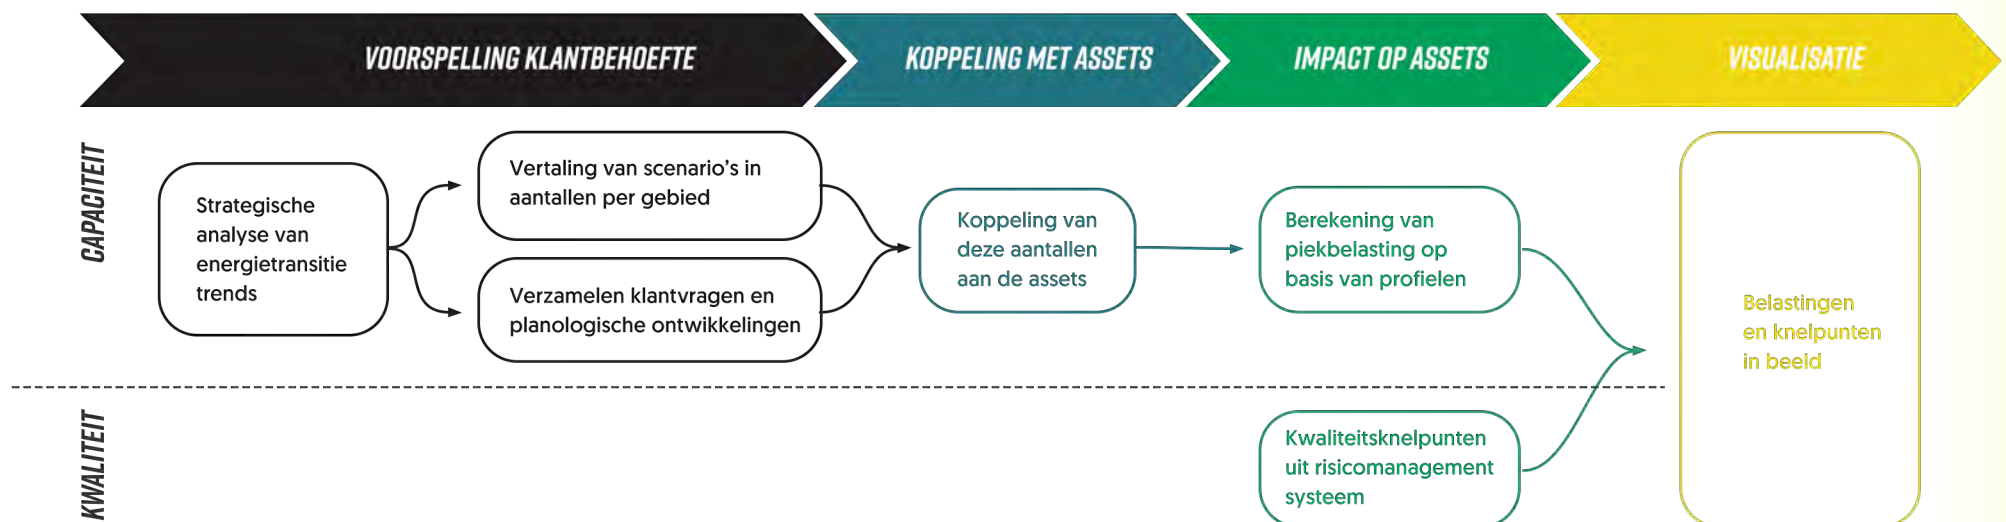 VOORSPELLING KLANTBEHOEFTE
KOPPELING MET ASSETS
IMPACT OP ASSETS
VISUALISATIE
CAPACITEIT
Strategische
analyse van
energietransitie
trends
Vertaling van scenario's in
aantallen per gebied
Verzamelen klantvragen en
planologische ontwikkelingen
Koppeling van
deze aantallen
aan de assets
Berekening van
piekbelasting op
basis van profielen
Belastingen
en knelpunten
in beeld
KWALITEIT
Kwaliteitsknelpunten
uit risicomanagement
systeem